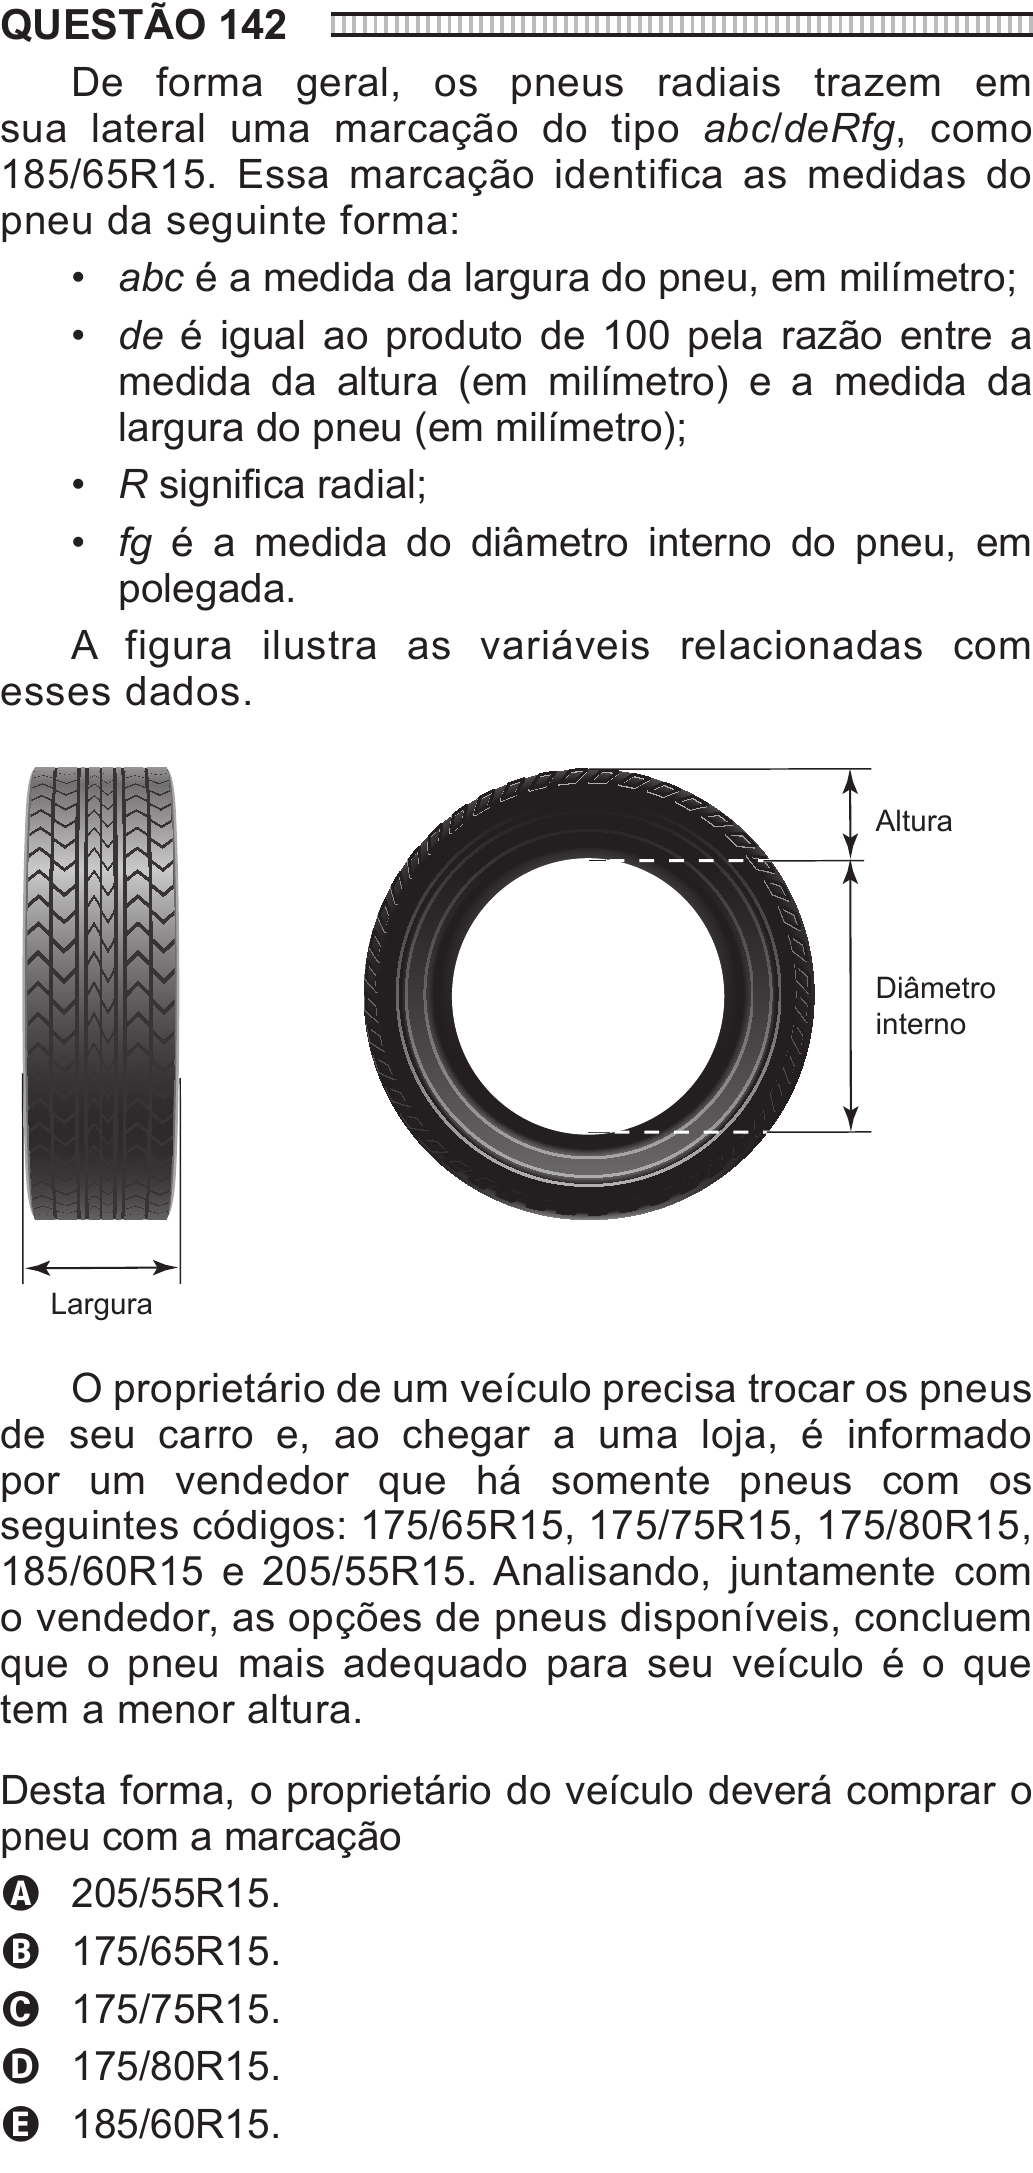 QUESTÃO 142
De forma geral, os pneus radiais trazem em
sua lateral uma marcação do tipo abc/deRfg, como
185/65R15. Essa marcação identifica as medidas do
pneu da seguinte forma:
• abc é a medida da largura do pneu, em milímetro;
• de é igual ao produto de 100 pela razão entre a
medida da altura (em milímetro) e a medida da
largura do pneu (em milímetro);
• R significa radial;
• fg é a medida do diâmetro interno do pneu, em
polegada.
A figura ilustra as variáveis relacionadas com
esses dados.
Altura
Diâmetro
interno
Largura
O proprietário de um veículo precisa trocar os pneus
de seu carro e, ao chegar a uma loja, é informado
por um vendedor que há somente pneus com os
seguintes códigos: 175/65R15, 175/75R15, 175/80R15,
185/60R15 e 205/55R15. Analisando, juntamente com
o vendedor, as opções de pneus disponíveis, concluem
que o pneu mais adequado para seu veículo é o que
tem a menor altura.
Desta forma, o proprietário do veículo deverá comprar o
pneu com a marcação
A 205/55R15.
B 175/65R15.
C 175/75R15.
D 175/80R15.
E 185/60R15.